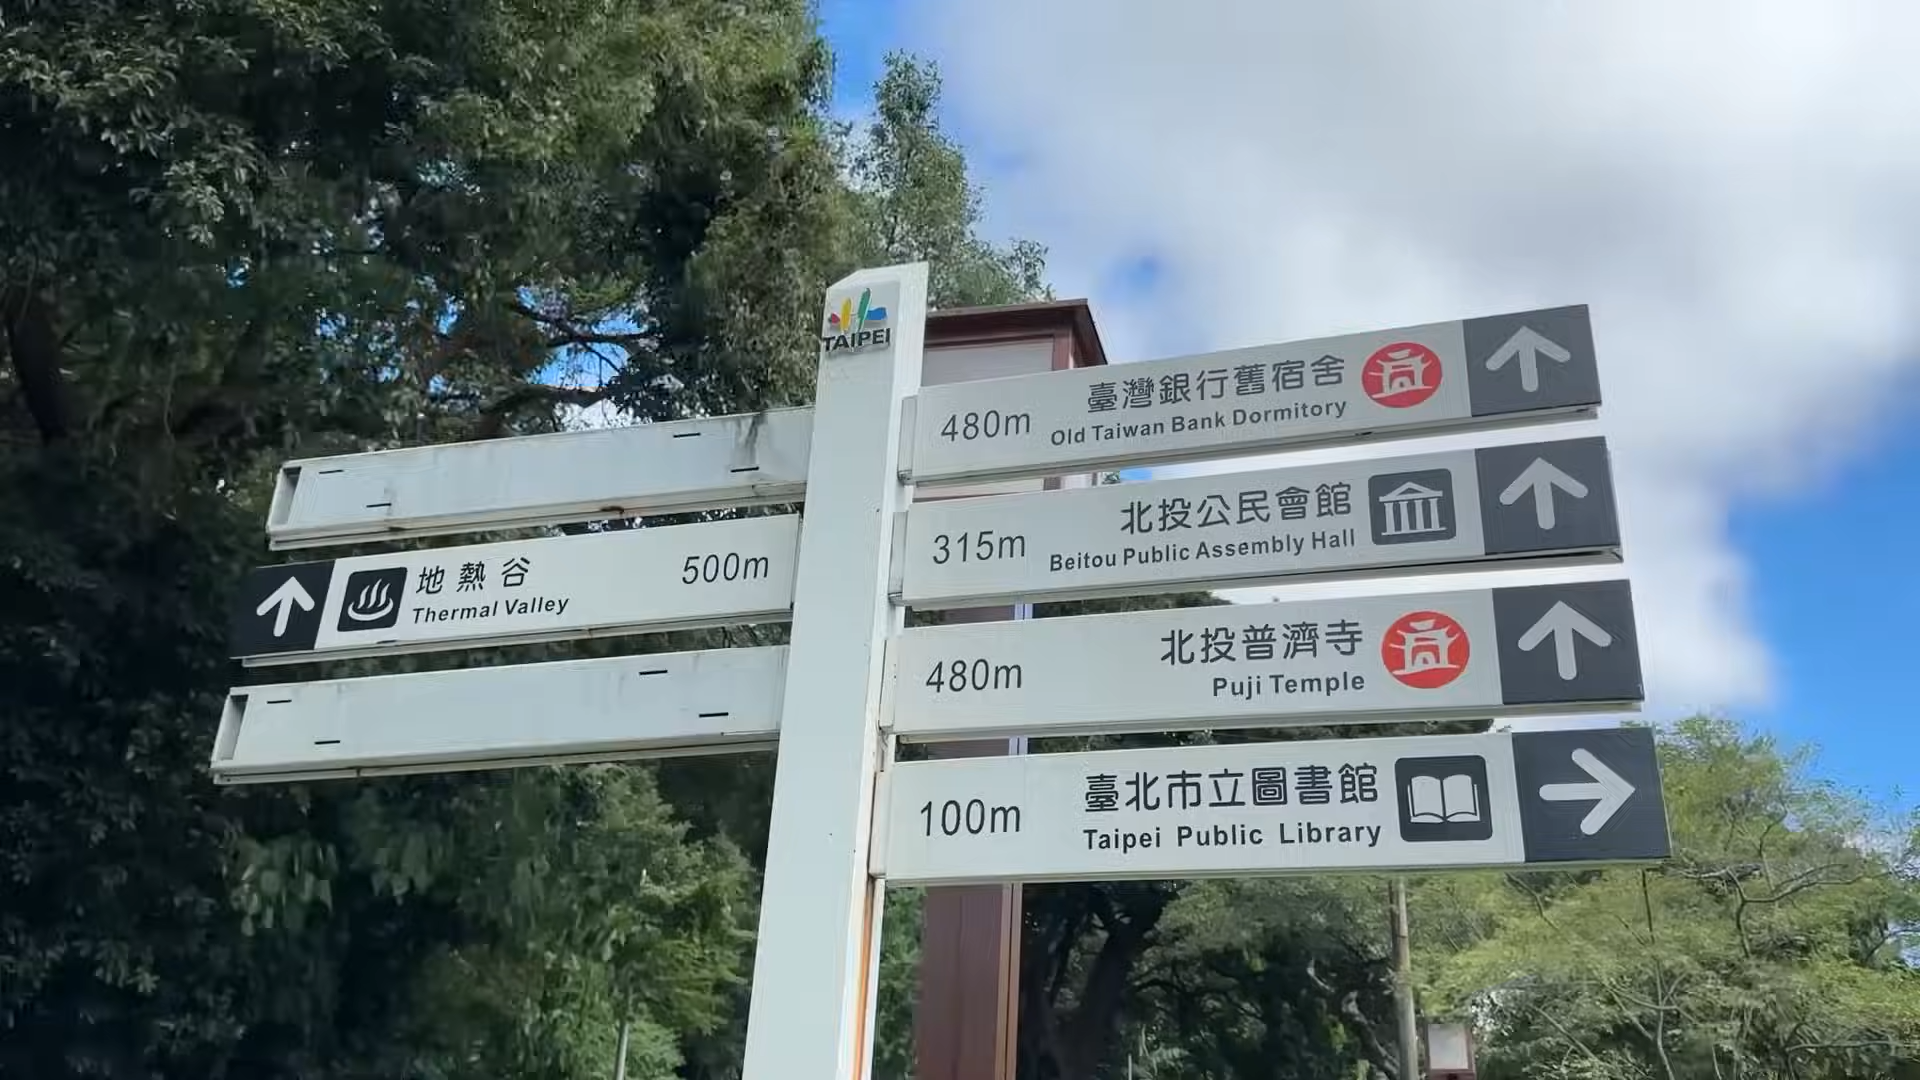 TAIPEI
480m
臺灣銀行舊宿舍
Old Taiwan Bank Dormitory
315m
北投公民會館
Beitou Public Assembly Hall
地熱谷
Thermal Valley
500m
480m
北投普濟寺
Puji Temple
100m
臺北市立圖書館
Taipei Public Library